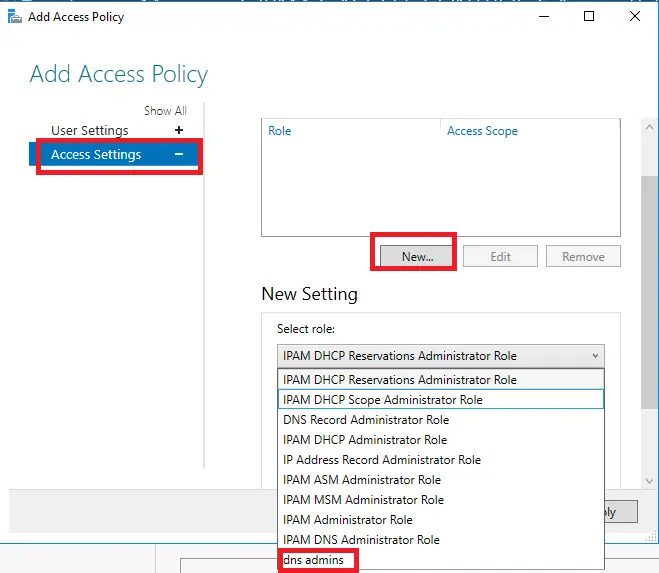 Add Access Policy
Add Access Policy
Show All
User Settings +
Access Settings −
Role Access Scope
New... Edit Remove
New Setting
Select role:
IPAM DHCP Reservations Administrator Role
IPAM DHCP Reservations Administrator Role
IPAM DHCP Scope Administrator Role
DNS Record Administrator Role
IPAM DHCP Administrator Role
IP Address Record Administrator Role
IPAM ASM Administrator Role
IPAM MSM Administrator Role
IPAM Administrator Role
IPAM DNS Administrator Role
dns admins